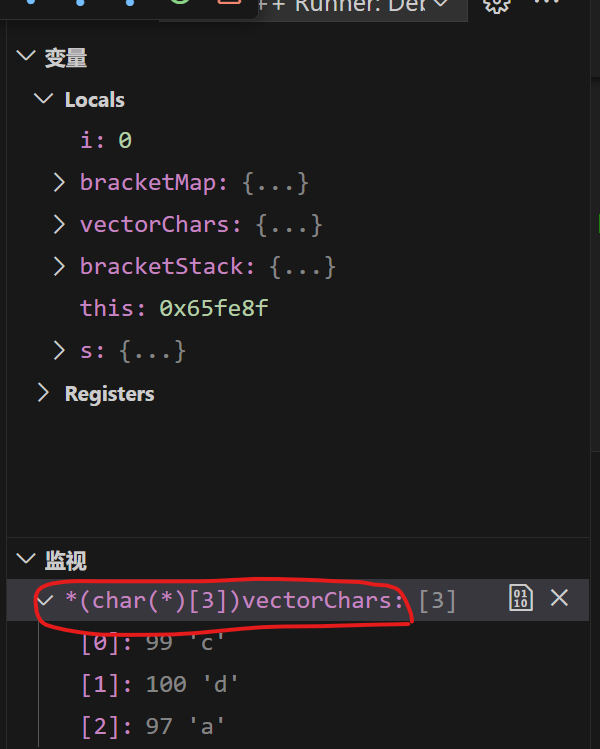 ++ Runner: De
变量
Locals
i: 0
bracketMap: {...}
vectorChars: {...}
bracketStack: {...}
this: 0x65fe8f
s: {...}
Registers
监视
*(char(*)[3])vectorChars: [3]
[0]: 99 'c'
[1]: 100 'd'
[2]: 97 'a'